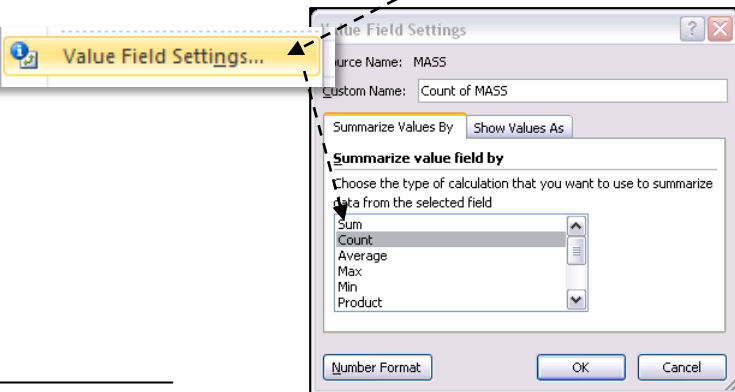 Value Field Settings...
Value Field Settings
Source Name: MASS
Custom Name: Count of MASS
Summarize Values By Show Values As
Summarize value field by
Choose the type of calculation that you want to use to summarize
data from the selected field
Sum
Count
Average
Max
Min
Product
Number Format OK Cancel